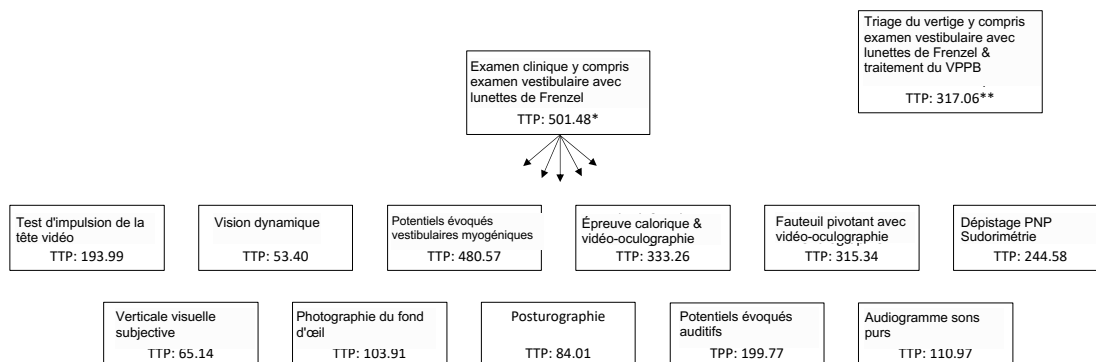 Triage du vertige y compris
examen vestibulaire avec
lunettes de Frenzel &
traitement du VPPB
TTP: 317.06**
Examen clinique y compris
examen vestibulaire avec
lunettes de Frenzel
TTP: 501.48*
Test d'impulsion de la
tête vidéo
TTP: 193.99
Vision dynamique
TTP: 53.40
Potentiels évoqués
vestibulaires myogéniques
TTP: 480.57
Épreuve calorique &
vidéo-oculographie
TTP: 333.26
Fauteuil pivotant avec
vidéo-oculographie
TTP: 315.34
Dépistage PNP
Sudorimétrie
TTP: 244.58
Verticale visuelle
subjective
TTP: 65.14
Photographie du fond
d'œil
TTP: 103.91
Posturographie
TTP: 84.01
Potentiels évoqués
auditifs
TPP: 199.77
Audiogramme sons
purs
TTP: 110.97